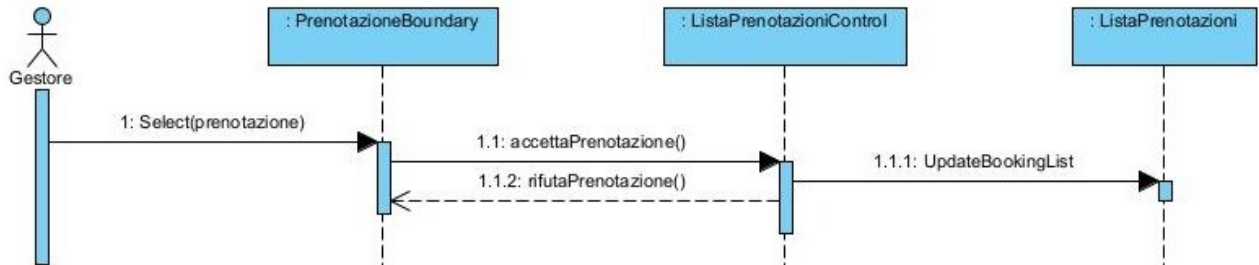 : PrenotazioneBoundary
: ListaPrenotazioniControl
: ListaPrenotazioni
Gestore
1: Select(prenotazione)
1.1: accettaPrenotazione()
1.1.1: UpdateBookingList
1.1.2: rifutaPrenotazione()